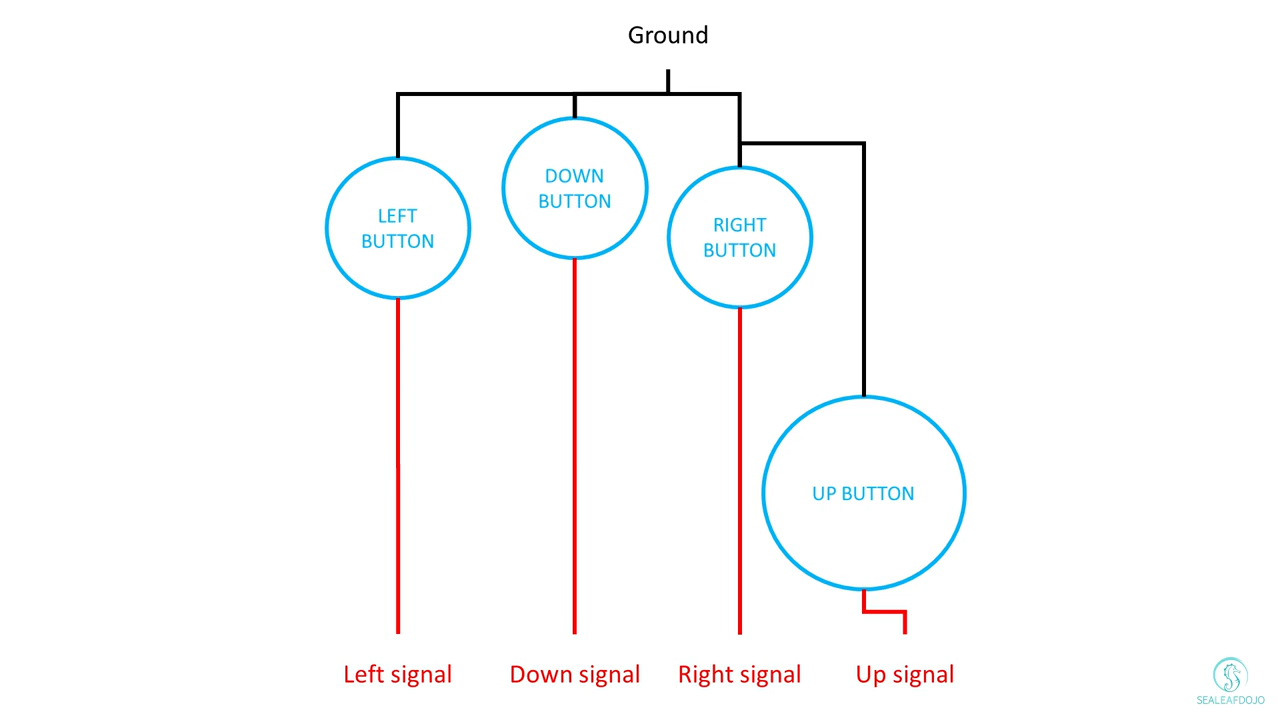 Ground
LEFT
BUTTON
DOWN
BUTTON
RIGHT
BUTTON
UP BUTTON
Left signal
Down signal
Right signal
Up signal
SEALEAFDOJO